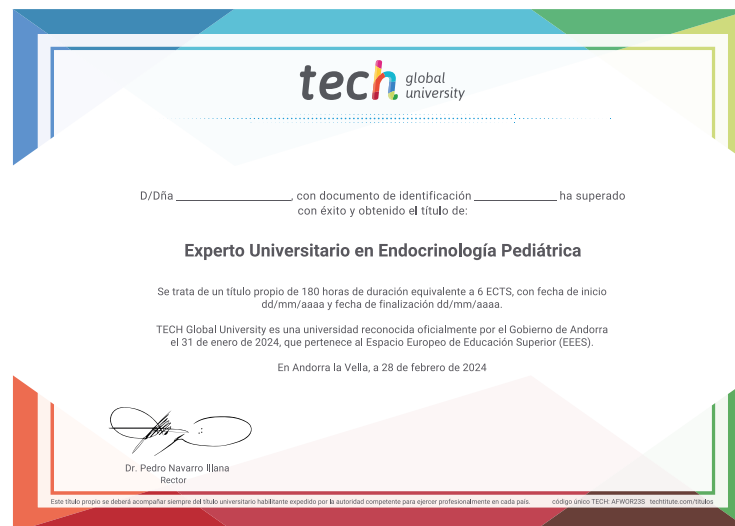 tech global
university
D/Dña ____________________, con documento de identificación ______________ ha superado
con éxito y obtenido el título de:
Experto Universitario en Endocrinología Pediátrica
Se trata de un título propio de 180 horas de duración equivalente a 6 ECTS, con fecha de inicio
dd/mm/aaaa y fecha de finalización dd/mm/aaaa.
TECH Global University es una universidad reconocida oficialmente por el Gobierno de Andorra
el 31 de enero de 2024, que pertenece al Espacio Europeo de Educación Superior (EEES).
En Andorra la Vella, a 28 de febrero de 2024
Dr. Pedro Navarro Illana
Rector
Este título propio se deberá acompañar siempre del título universitario habilitante expedido por la autoridad competente para ejercer profesionalmente en cada país. código único TECH: AFWOR23S techtitute.com/titulos